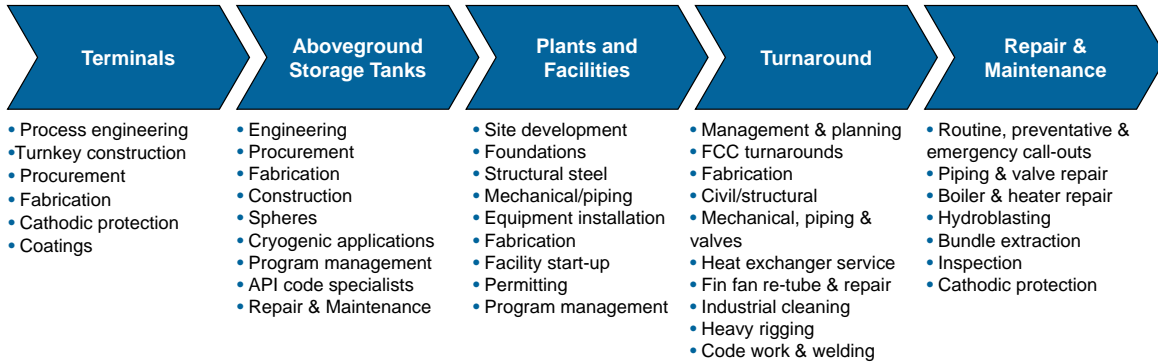 Terminals
Aboveground
Storage Tanks
Plants and
Facilities
Turnaround
Repair &
Maintenance
• Process engineering
•Turnkey construction
• Procurement
• Fabrication
• Cathodic protection
• Coatings
• Engineering
• Procurement
• Fabrication
• Construction
• Spheres
• Cryogenic applications
• Program management
• API code specialists
• Repair & Maintenance
• Site development
• Foundations
• Structural steel
• Mechanical/piping
• Equipment installation
• Fabrication
• Facility start-up
• Permitting
• Program management
• Management & planning
• FCC turnarounds
• Fabrication
• Civil/structural
• Mechanical, piping &
valves
• Heat exchanger service
• Fin fan re-tube & repair
• Industrial cleaning
• Heavy rigging
• Code work & welding
• Routine, preventative &
emergency call-outs
• Piping & valve repair
• Boiler & heater repair
• Hydroblasting
• Bundle extraction
• Inspection
• Cathodic protection